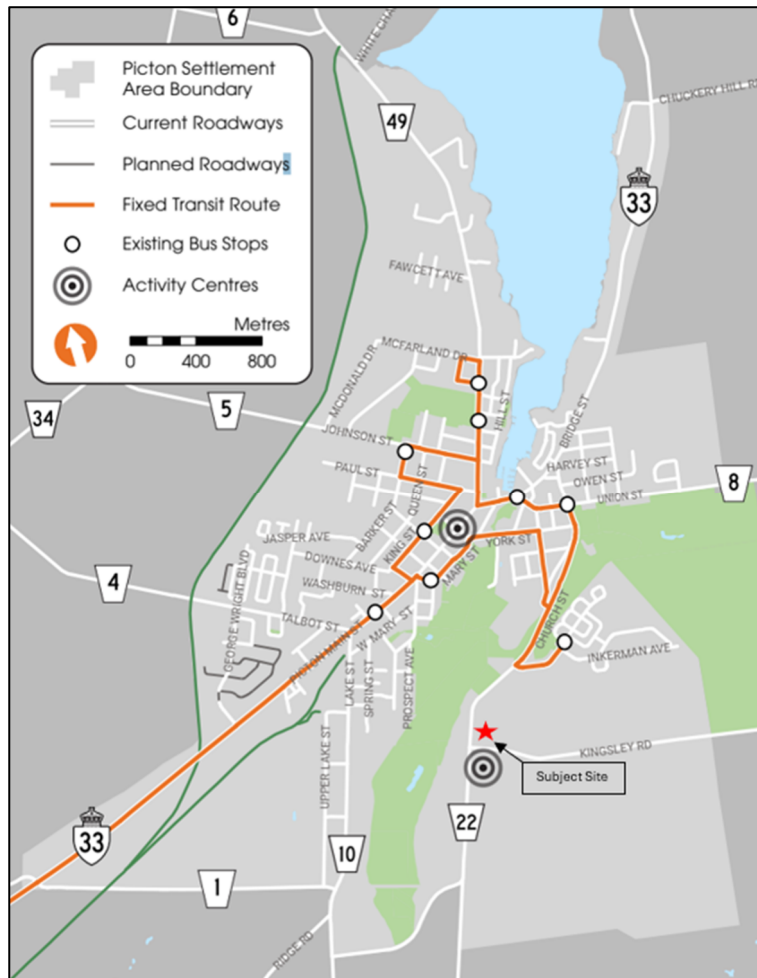 6
WHITE CHA
Picton Settlement
Area Boundary
Current Roadways
Planned Roadways
Fixed Transit Route
Existing Bus Stops
Activity Centres
Metres
0 400 800
49
CHUCKERY HILL R
33
FAWCETT AVE
MCFARLAND DR
MCDONALD DR
HILL ST
BRIDGE ST
34
5
JOHNSON ST
PAUL ST
QUEEN ST
HARVEY ST
OWEN ST
UNION ST
8
BARKER ST
KING ST
JASPER AVE
DOWNES AVE
YORK ST
MARY ST
WASHBURN ST
4
TALBOT ST
GEORGE WRIGHT BLVD
PICTON MAIN ST
W MARY ST
CHURCH ST
INKERMAN AVE
LAKE ST
SPRING ST
PROSPECT AVE
KINGSLEY RD
Subject Site
UPPER LAKE ST
33
22
10
1
RIDGE RD